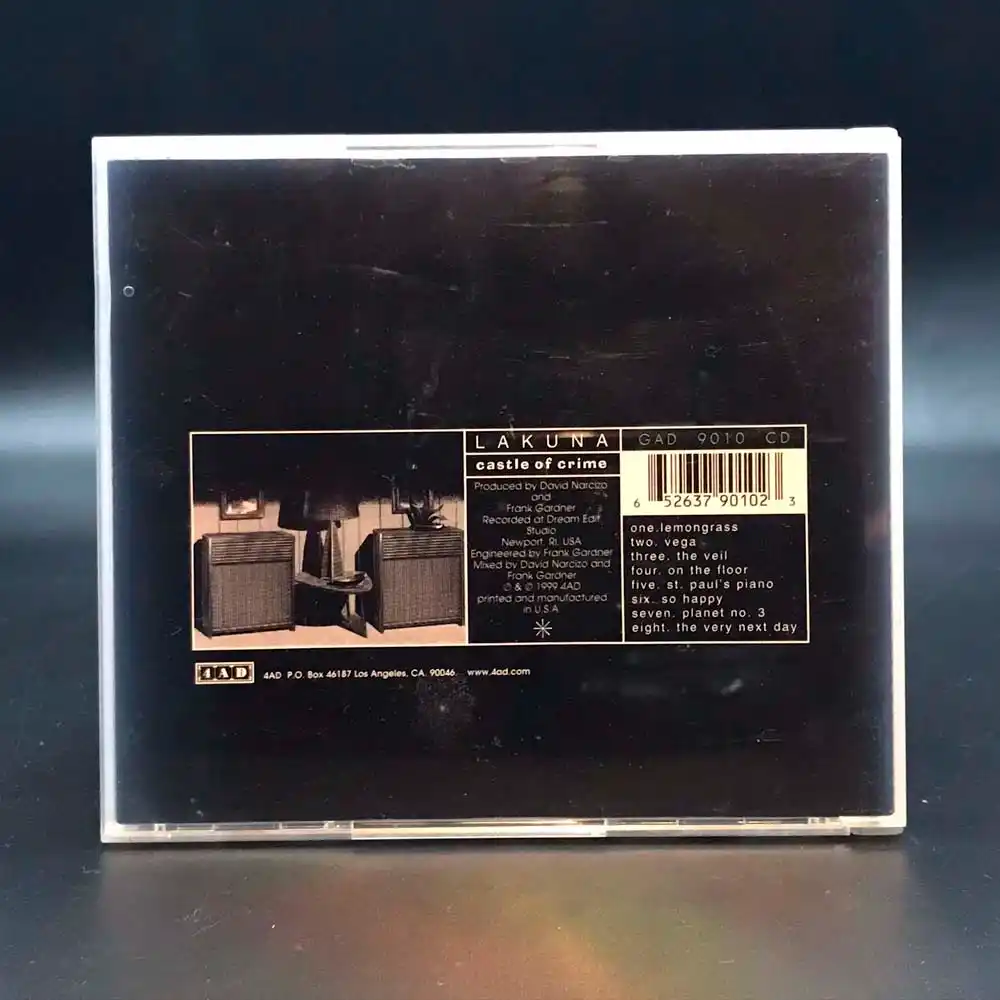 LAKUNA
castle of crime
Produced by David Narcizo
and
Frank Gardner
Recorded at Dream Edit
Studio
Newport, RI. USA
Engineered by Frank Gardner
Mixed by David Narcizo and
Frank Gardner
© & ℗ 1999 4AD
printed and manufactured
in U.S.A
GAD 9010 CD
6 52637 90102 3
one.lemongrass
two. vega
three. the veil
four. on the floor
five. st. paul's piano
six. so happy
seven. planet no. 3
eight. the very next day
4AD 4AD P.O. Box 46187 Los Angeles, CA. 90046 www.4ad.com